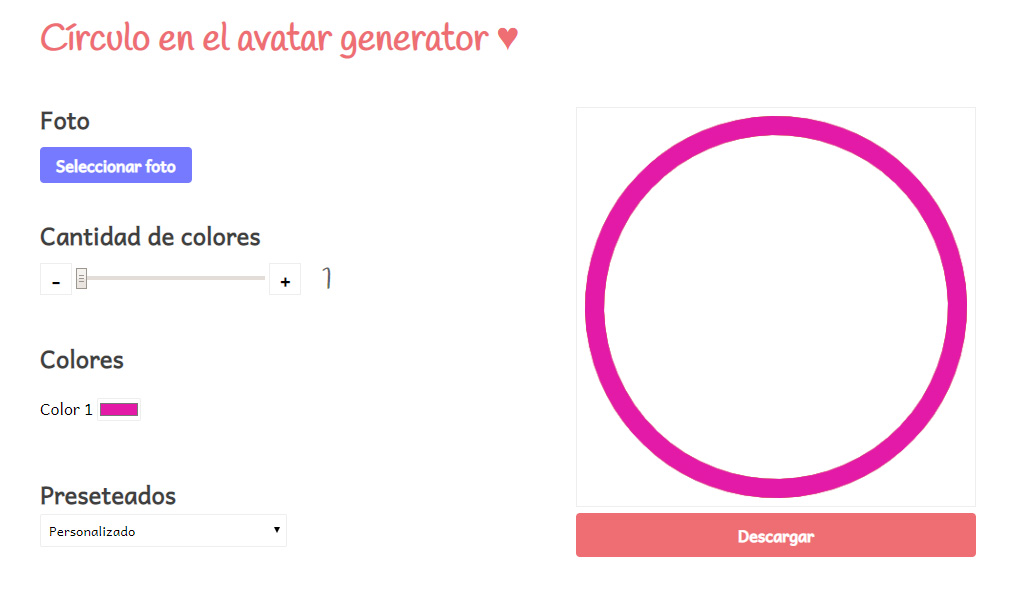 Círculo en el avatar generator ♥
Foto
Seleccionar foto
Cantidad de colores
- + 1
Colores
Color 1
Preseteados
Personalizado
Descargar